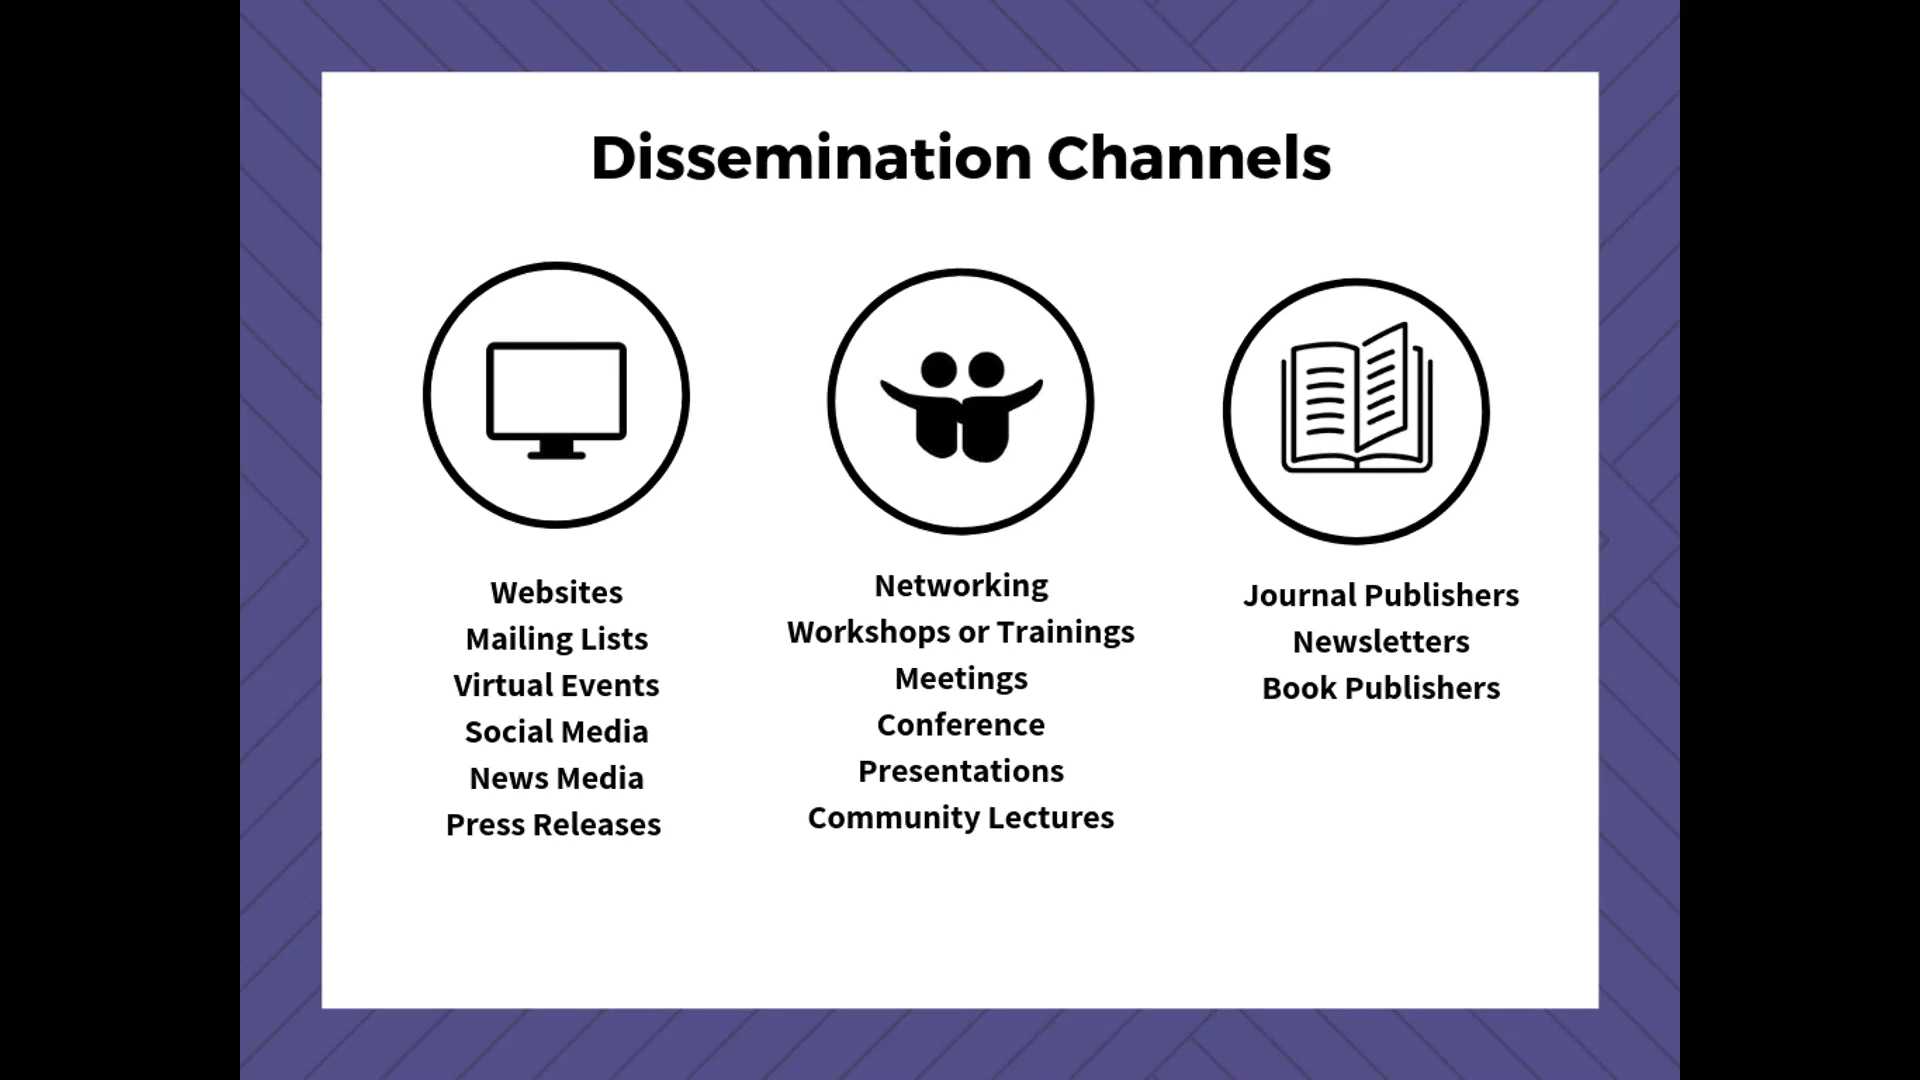 Dissemination Channels
Websites
Mailing Lists
Virtual Events
Social Media
News Media
Press Releases
Networking
Workshops or Trainings
Meetings
Conference
Presentations
Community Lectures
Journal Publishers
Newsletters
Book Publishers